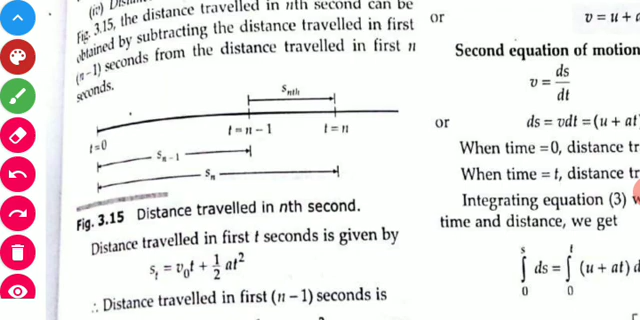 (iv)
Fig. 3.15, the distance travelled in nth second can be
obtained by subtracting the distance travelled in first
(n–1) seconds from the distance travelled in first n
seconds.
s_nth
t=0
t = n – 1
t = n
s_{n–1}
s_n
Fig. 3.15 Distance travelled in nth second.
Distance travelled in first t seconds is given by
s_t = v_0t + 1/2 at²
∴ Distance travelled in first (n – 1) seconds is
or v = u +
Second equation of motion
v = ds/dt
or ds = vdt = (u + at
When time = 0, distance tr
When time = t, distance tr
Integrating equation (3) w
time and distance, we get
∫_0^s ds = ∫_0^t (u + at) d